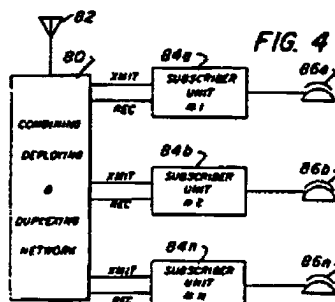 82
80
FIG. 4
84a
XMIT
REC
SUBSCRIBER
UNIT
#1
86a
COMBINING
DEPLOYING
&
DUPLEXING
NETWORK
84b
XMIT
REC
SUBSCRIBER
UNIT
#2
86b
84n
XMIT
REC
SUBSCRIBER
UNIT
#N
86n